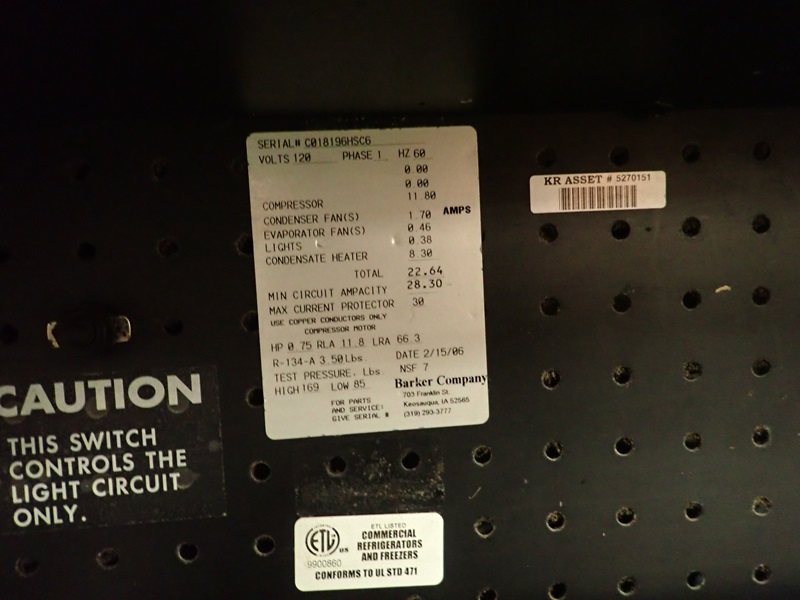 SERIAL# C018196HSC6
VOLTS 120 PHASE 1 HZ 60
0.00
0.00
COMPRESSOR 11.80
CONDENSER FAN(S) 1.70 AMPS
EVAPORATOR FAN(S) 0.46
LIGHTS 0.38
CONDENSATE HEATER 8.30
TOTAL 22.64
MIN CIRCUIT AMPACITY 28.30
MAX CURRENT PROTECTOR 30
USE COPPER CONDUCTORS ONLY
COMPRESSOR MOTOR
HP 0.75 RLA 11.8 LRA 66.3
R-134-A 3.50Lbs. DATE 2/15/06
TEST PRESSURE. Lbs. NSF 7
HIGH 169 LOW 85 Barker Company
703 Franklin St.
Keosauqua, IA 52565
(319) 293-3777
FOR PARTS
AND SERVICE:
GIVE SERIAL #
KR ASSET # 5270151
CAUTION
THIS SWITCH
CONTROLS THE
LIGHT CIRCUIT
ONLY.
ETL US
9900860
ETL LISTED
COMMERCIAL
REFRIGERATORS
AND FREEZERS
CONFORMS TO UL STD 471